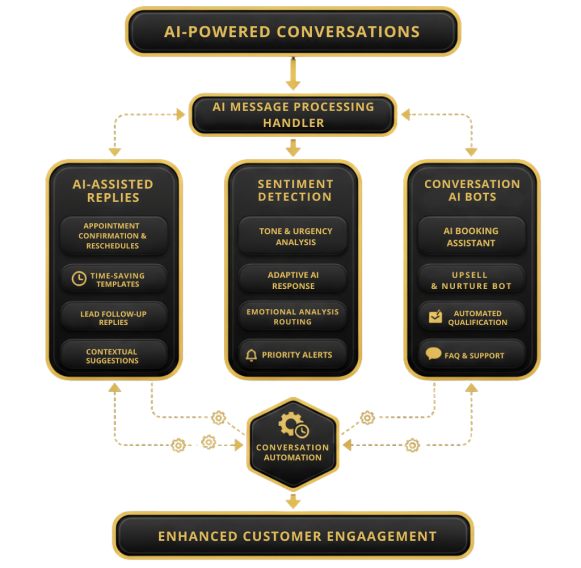 AI-POWERED CONVERSATIONS
AI MESSAGE PROCESSING
HANDLER
AI-ASSISTED
REPLIES
APPOINTMENT
CONFIRMATION &
RESCHEDULES
TIME-SAVING
TEMPLATES
LEAD FOLLOW-UP
REPLIES
CONTEXTUAL
SUGGESTIONS
SENTIMENT
DETECTION
TONE & URGENCY
ANALYSIS
ADAPTIVE AI
RESPONSE
EMOTIONAL ANALYSIS
ROUTING
PRIORITY ALERTS
CONVERSATION
AI BOTS
AI BOOKING
ASSISTANT
UPSELL
& NURTURE BOT
AUTOMATED
QUALIFICATION
FAQ & SUPPORT
CONVERSATION
AUTOMATION
ENHANCED CUSTOMER ENGAAGEMENT